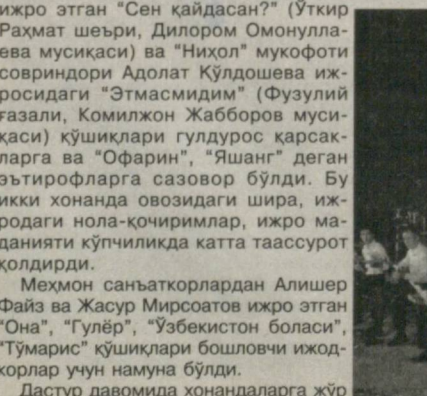 ижро этган “Сен қайдасан?” (Ўткир
Раҳмат шеъри, Дилором Омонулла-
ева мусиқаси) ва “Ниҳол” мукофоти
совриндори Адолат Қўлдошева иж-
росидаги “Этмасмидим” (Фузулий
ғазали, Комилжон Жабборов муси-
қаси) қўшиқлари гулдурос қарсак-
ларга ва “Офарин”, “Яшанг” деган
эътирофларга сазовор бўлди. Бу
икки хонанда овозидаги шира, иж-
родаги нола-қочиримлар, ижро ма-
данияти кўпчиликда катта таассурот
қолдирди.
Меҳмон санъаткорлардан Алишер
Файз ва Жасур Мирсоатов ижро этган
“Она”, “Гулёр”, “Ўзбекистон боласи”,
“Тўмарис” қўшиқлари бошловчи ижод-
корлар учун намуна бўлди.
Дастур давомида хонандаларга жўр